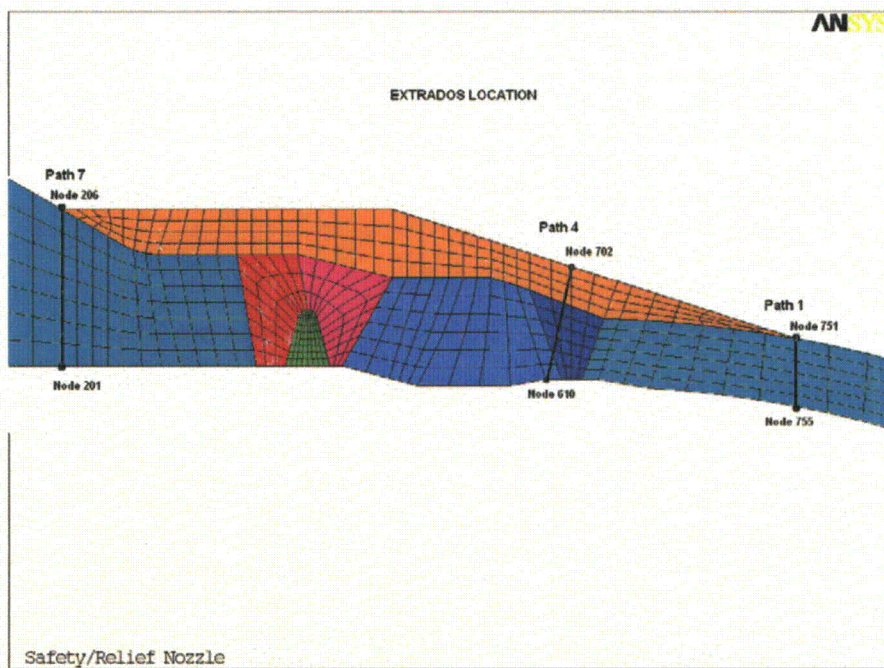 ANSYS
EXTRADOS LOCATION
Path 7
Node 206
Path 4
Node 702
Path 1
Node 751
Node 201
Node 610
Node 755
Safety/Relief Nozzle